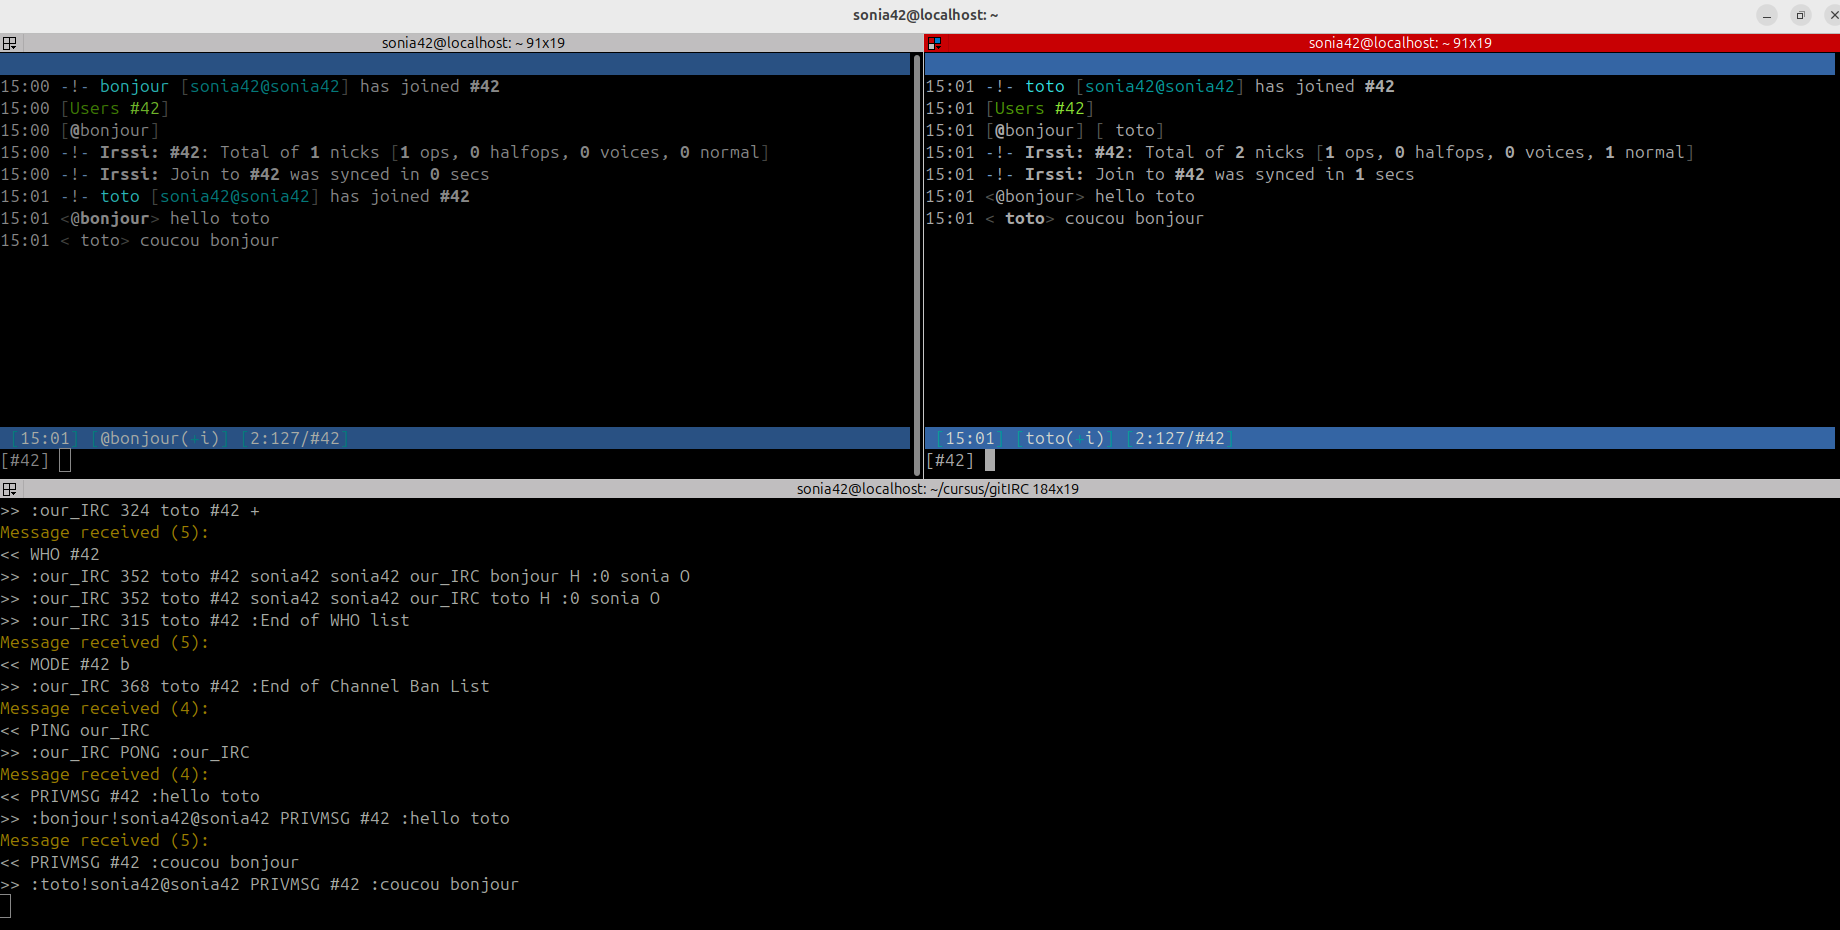 sonia42@localhost: ~
sonia42@localhost: ~ 91x19
15:00 -!- bonjour [sonia42@sonia42] has joined #42
15:00 [Users #42]
15:00 [@bonjour]
15:00 -!- Irssi: #42: Total of 1 nicks [1 ops, 0 halfops, 0 voices, 0 normal]
15:00 -!- Irssi: Join to #42 was synced in 0 secs
15:01 -!- toto [sonia42@sonia42] has joined #42
15:01 <@bonjour> hello toto
15:01 < toto> coucou bonjour
[15:01] [@bonjour(+i)] [2:127/#42]
[#42]
sonia42@localhost: ~ 91x19
15:01 -!- toto [sonia42@sonia42] has joined #42
15:01 [Users #42]
15:01 [@bonjour] [ toto]
15:01 -!- Irssi: #42: Total of 2 nicks [1 ops, 0 halfops, 0 voices, 1 normal]
15:01 -!- Irssi: Join to #42 was synced in 1 secs
15:01 <@bonjour> hello toto
15:01 < toto> coucou bonjour
[15:01] [toto(+i)] [2:127/#42]
[#42]
sonia42@localhost: ~/cursus/gitIRC 184x19
>> :our_IRC 324 toto #42 +
Message received (5):
<< WHO #42
>> :our_IRC 352 toto #42 sonia42 sonia42 our_IRC bonjour H :0 sonia O
>> :our_IRC 352 toto #42 sonia42 sonia42 our_IRC toto H :0 sonia O
>> :our_IRC 315 toto #42 :End of WHO list
Message received (5):
<< MODE #42 b
>> :our_IRC 368 toto #42 :End of Channel Ban List
Message received (4):
<< PING our_IRC
>> :our_IRC PONG :our_IRC
Message received (4):
<< PRIVMSG #42 :hello toto
>> :bonjour!sonia42@sonia42 PRIVMSG #42 :hello toto
Message received (5):
<< PRIVMSG #42 :coucou bonjour
>> :toto!sonia42@sonia42 PRIVMSG #42 :coucou bonjour